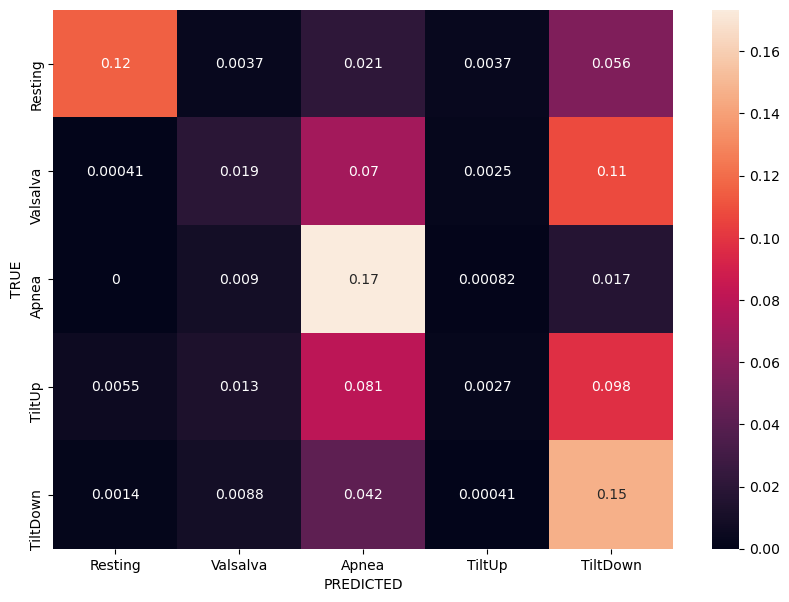 Resting 0.12 0.0037 0.021 0.0037 0.056
Valsalva 0.00041 0.019 0.07 0.0025 0.11
TRUE
Apnea 0 0.009 0.17 0.00082 0.017
TiltUp 0.0055 0.013 0.081 0.0027 0.098
TiltDown 0.0014 0.0088 0.042 0.00041 0.15
Resting Valsalva Apnea TiltUp TiltDown
PREDICTED
0.16
0.14
0.12
0.10
0.08
0.06
0.04
0.02
0.00